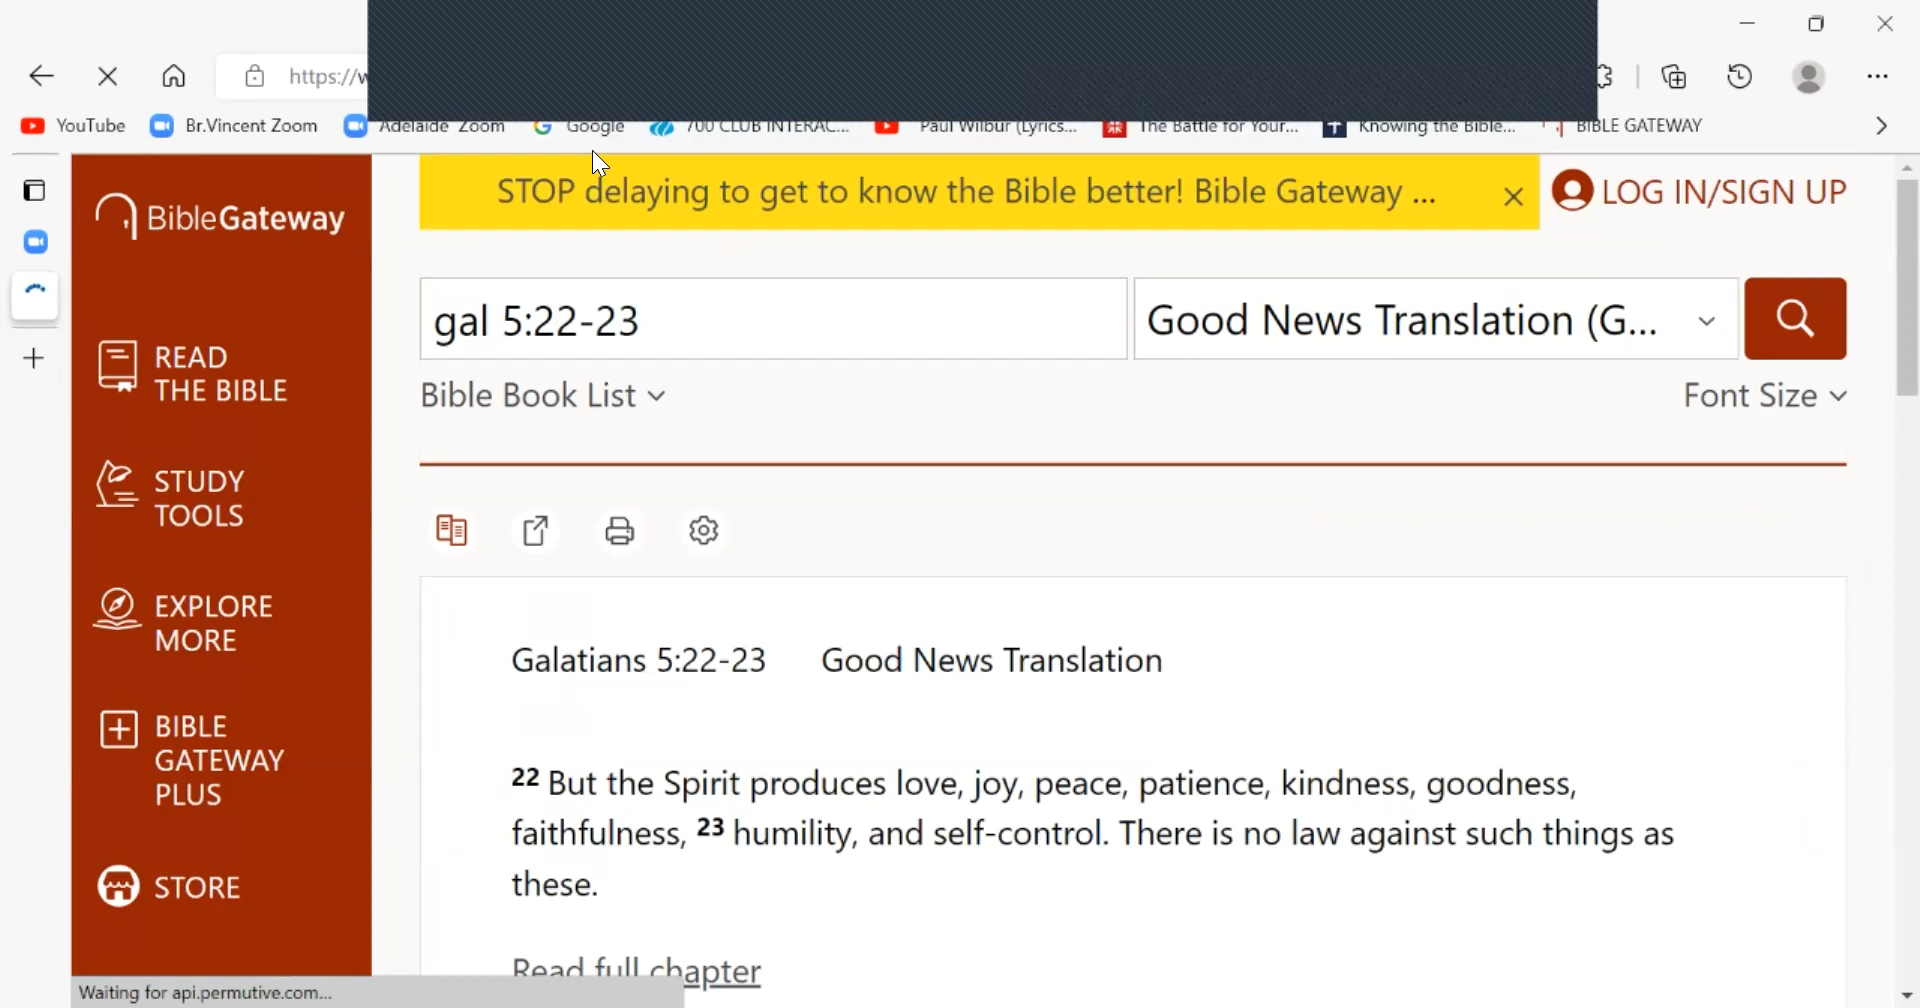 https://w
YouTube Br.Vincent Zoom Adelaide Zoom Google 700 CLUB INTERAC... Paul Wilbur (Lyrics... The Battle for Your... Knowing the Bible... BIBLE GATEWAY
BibleGateway
STOP delaying to get to know the Bible better! Bible Gateway ...
LOG IN/SIGN UP
gal 5:22-23
Good News Translation (G...
Bible Book List
Font Size
READ
THE BIBLE
STUDY
TOOLS
EXPLORE
MORE
BIBLE
GATEWAY
PLUS
STORE
Galatians 5:22-23 Good News Translation
22 But the Spirit produces love, joy, peace, patience, kindness, goodness,
faithfulness, 23 humility, and self-control. There is no law against such things as
these.
Read full chapter
Waiting for api.permutive.com...